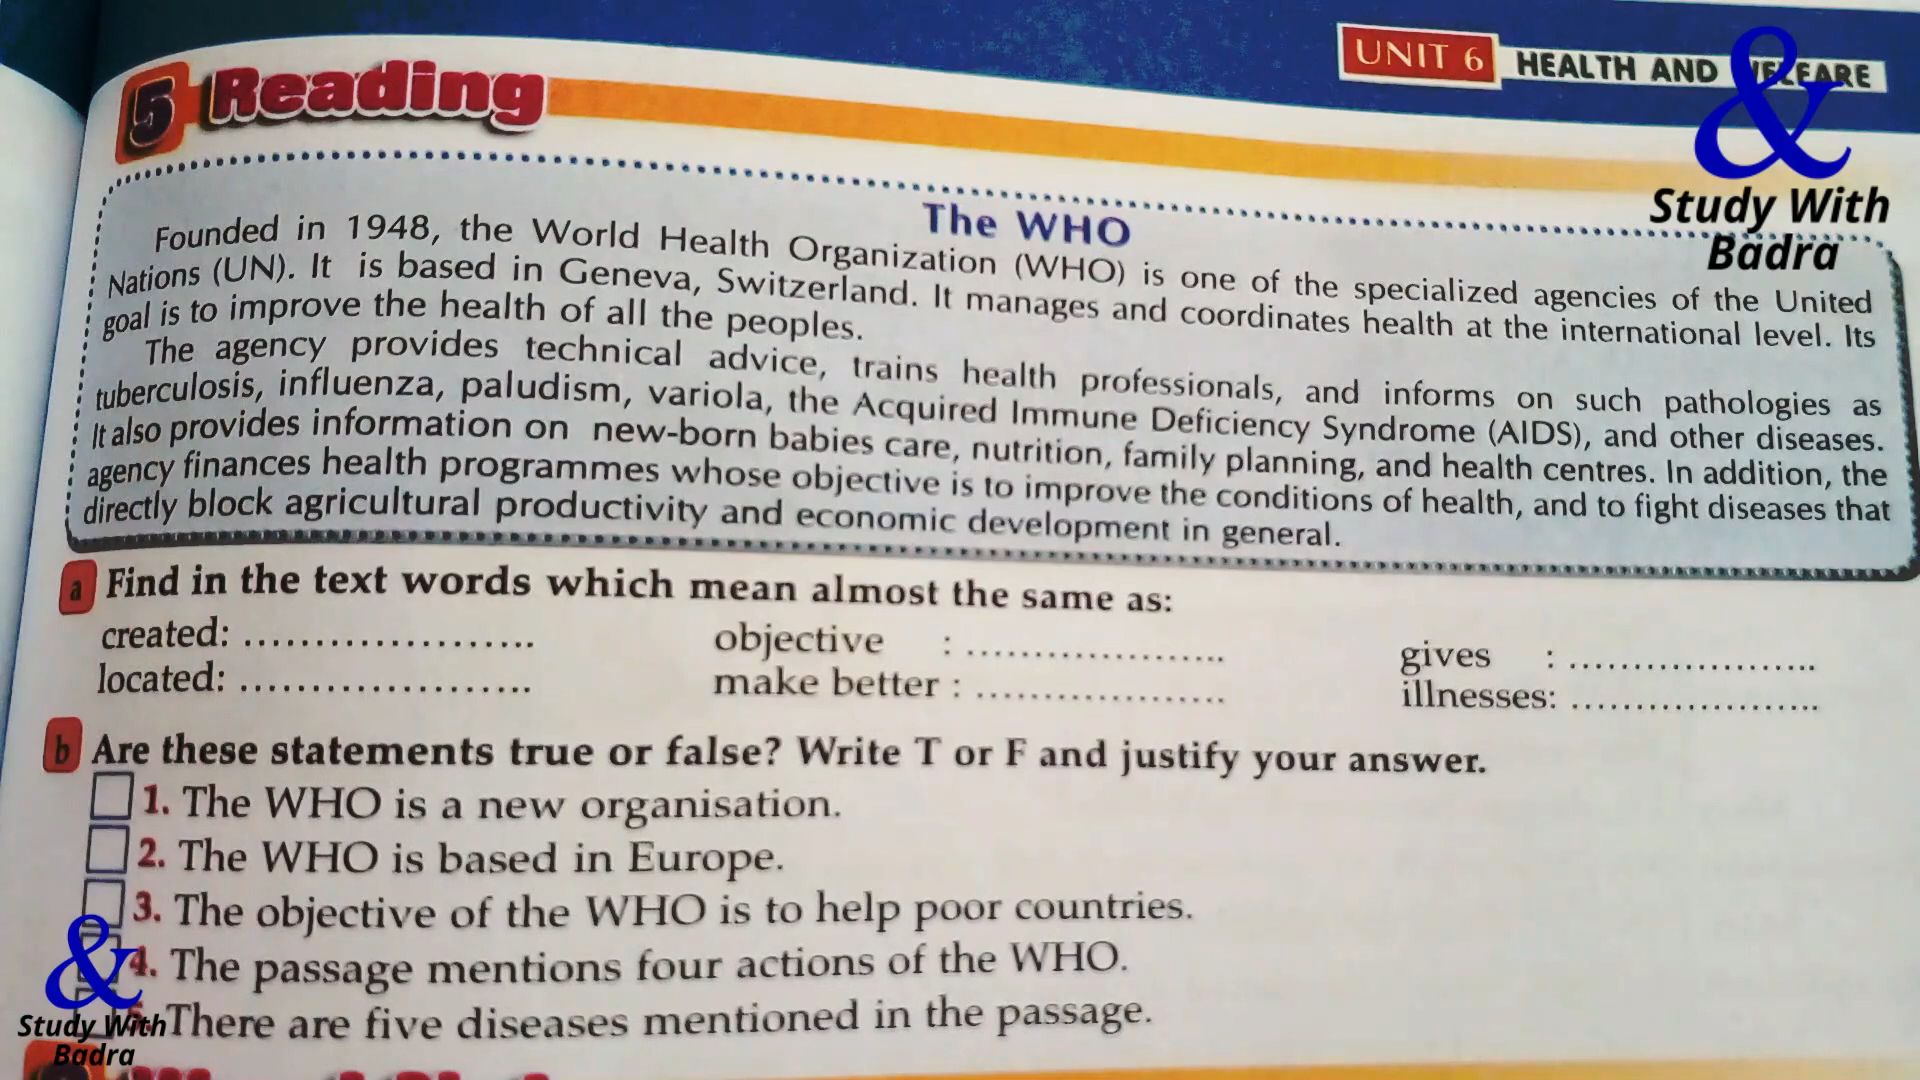 UNIT 6 HEALTH AND WELFARE
5 Reading
&
Study With
Badra
The WHO
Founded in 1948, the World Health Organization (WHO) is one of the specialized agencies of the United
Nations (UN). It is based in Geneva, Switzerland. It manages and coordinates health at the international level. Its
goal is to improve the health of all the peoples.
The agency provides technical advice, trains health professionals, and informs on such pathologies as
tuberculosis, influenza, paludism, variola, the Acquired Immune Deficiency Syndrome (AIDS), and other diseases.
It also provides information on new-born babies care, nutrition, family planning, and health centres. In addition, the
agency finances health programmes whose objective is to improve the conditions of health, and to fight diseases that
directly block agricultural productivity and economic development in general.
a Find in the text words which mean almost the same as:
created: .................... objective : .................... gives : ....................
located: .................... make better : .................... illnesses: ....................
b Are these statements true or false? Write T or F and justify your answer.
1. The WHO is a new organisation.
2. The WHO is based in Europe.
3. The objective of the WHO is to help poor countries.
4. The passage mentions four actions of the WHO.
There are five diseases mentioned in the passage.
&
Study With
Badra